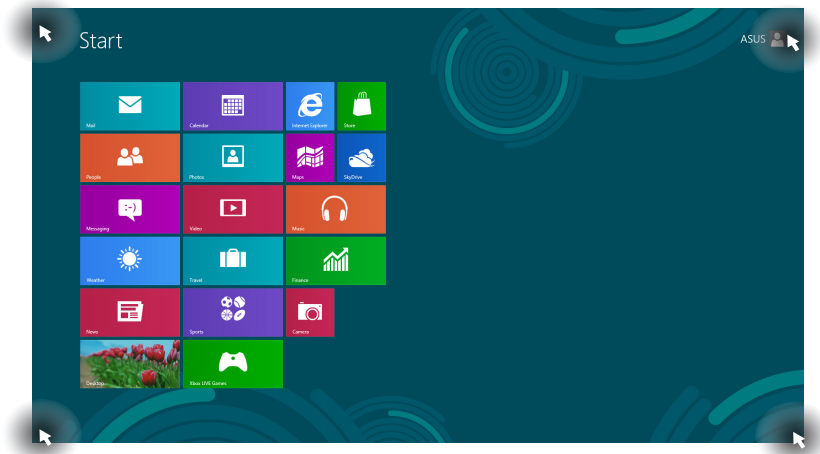 Start
ASUS
Mail
Calendar
Internet Explorer
Store
People
Photos
Maps
SkyDrive
Messaging
:-)
Video
Music
Weather
Travel
Finance
News
Sports
Camera
Desktop
Xbox LIVE Games